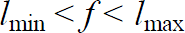 l_min < f < l_max